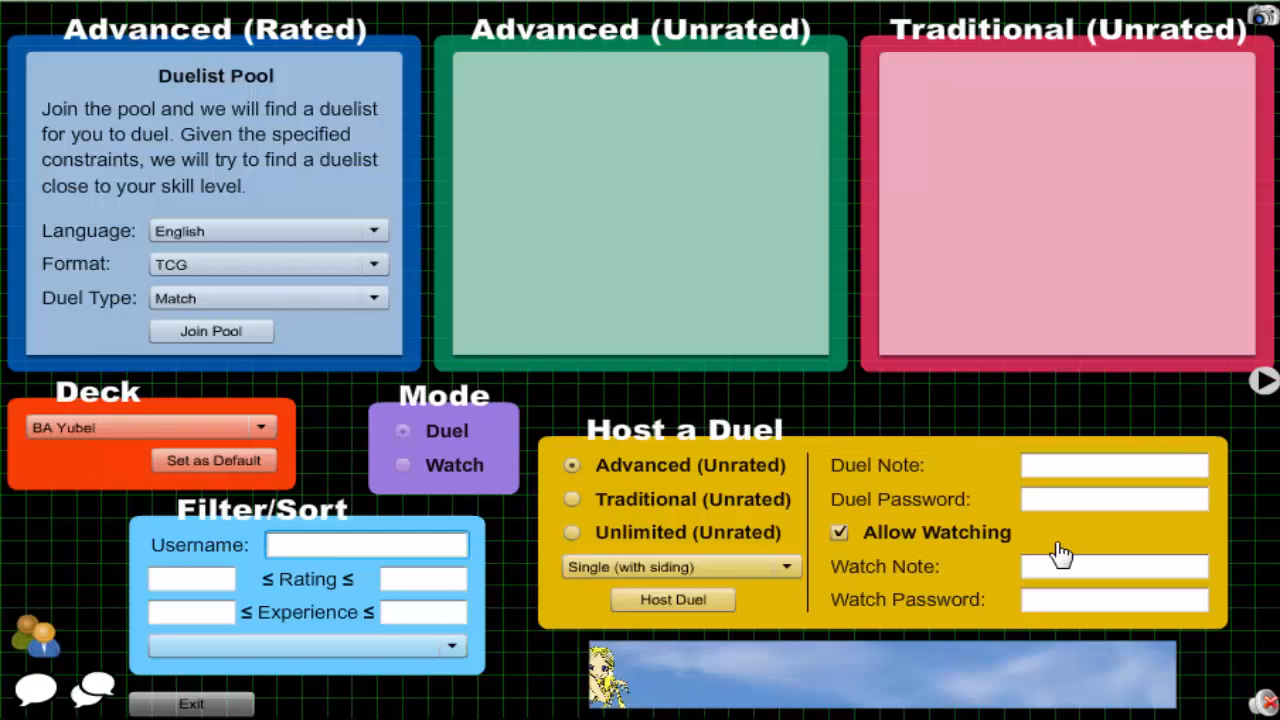 Advanced (Rated)
Advanced (Unrated)
Traditional (Unrated)
Duelist Pool
Join the pool and we will find a duelist
for you to duel. Given the specified
constraints, we will try to find a duelist
close to your skill level.
Language: English
Format: TCG
Duel Type: Match
Join Pool
Deck
BA Yubel
Set as Default
Mode
Duel
Watch
Host a Duel
Advanced (Unrated)
Traditional (Unrated)
Unlimited (Unrated)
Single (with siding)
Host Duel
Duel Note:
Duel Password:
Allow Watching
Watch Note:
Watch Password:
Filter/Sort
Username:
≤ Rating ≤
≤ Experience ≤
Exit